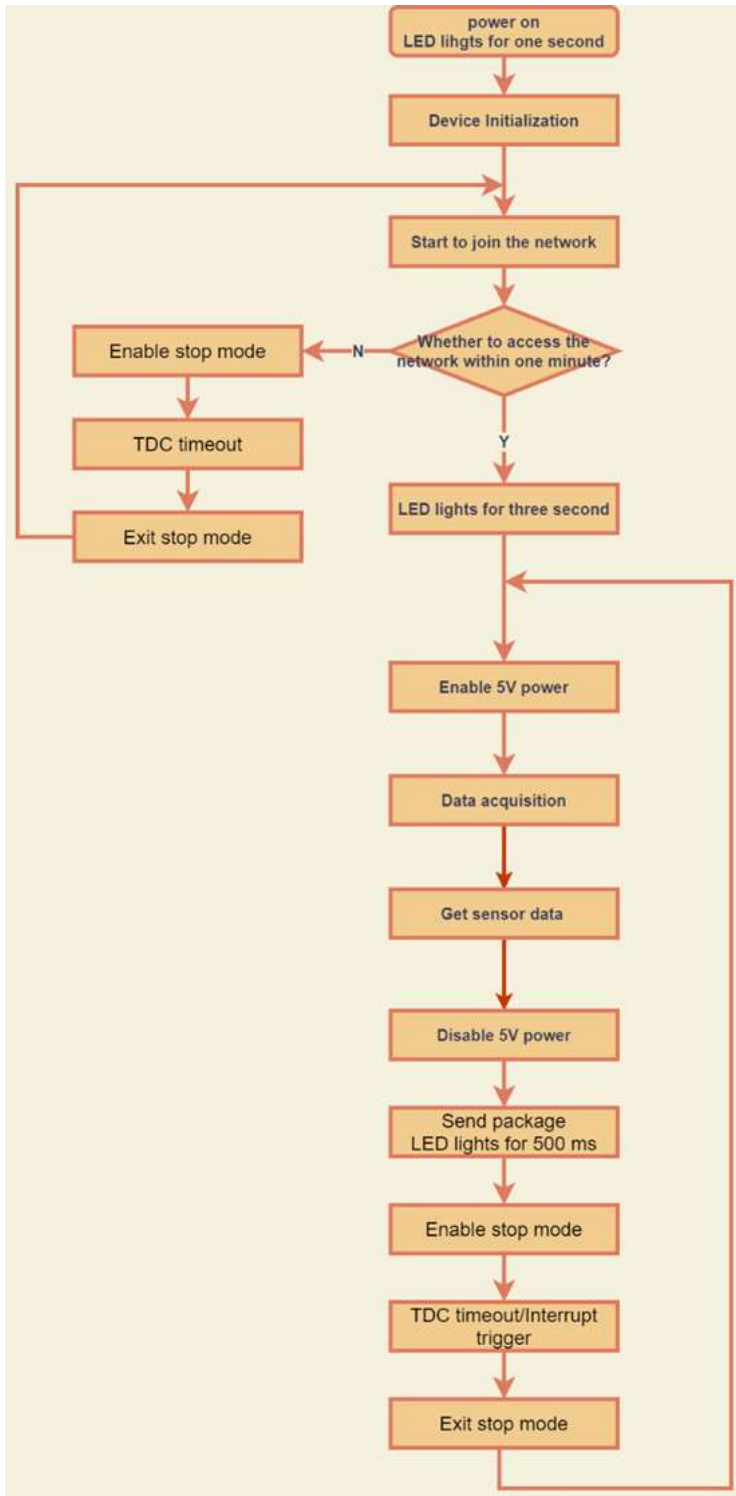 power on
LED lihgts for one second
Device Initialization
Start to join the network
Whether to access the
network within one minute?
N
Enable stop mode
TDC timeout
Exit stop mode
Y
LED lights for three second
Enable 5V power
Data acquisition
Get sensor data
Disable 5V power
Send package
LED lights for 500 ms
Enable stop mode
TDC timeout/Interrupt
trigger
Exit stop mode